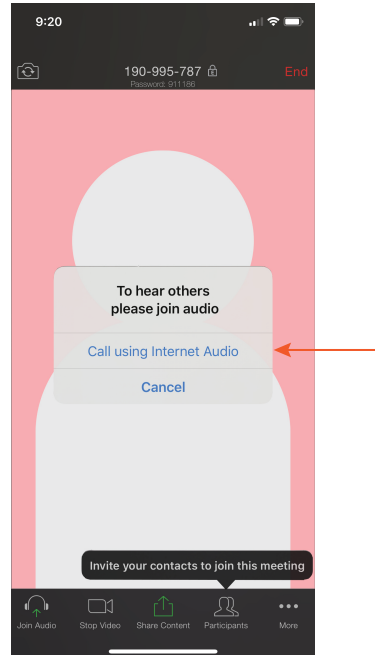 9:20
190-995-787
End
Password: 911186
To hear others
please join audio
Call using Internet Audio
Cancel
Invite your contacts to join this meeting
Join Audio
Stop Video
Share Content
Participants
More